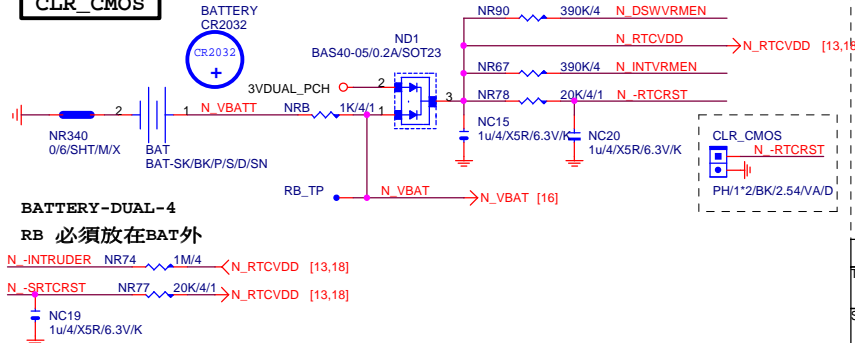 CLR_CMOS
BATTERY
CR2032
CR2032
+
NR90 390K/4 N_DSWVRMEN
ND1
BAS40-05/0.2A/SOT23
N_RTCVDD
N_RTCVDD [13,18
3VDUAL_PCH 2
NR67 390K/4 N_INTVRMEN
2 1 N_VBATT NRB 1K/4/1 1 3
NR78 20K/4/1 N_-RTCRST
NR340
0/6/SHT/M/X
BAT
BAT-SK/BK/P/S/D/SN
NC15
1u/4/X5R/6.3V/K
NC20
1u/4/X5R/6.3V/K
CLR_CMOS
N_-RTCRST
PH/1*2/BK/2.54/VA/D
RB_TP N_VBAT N_VBAT [16]
BATTERY-DUAL-4
RB 必須放在BAT外
N_-INTRUDER NR74 1M/4 N_RTCVDD [13,18]
N_-SRTCRST NR77 20K/4/1 N_RTCVDD [13,18]
NC19
1u/4/X5R/6.3V/K